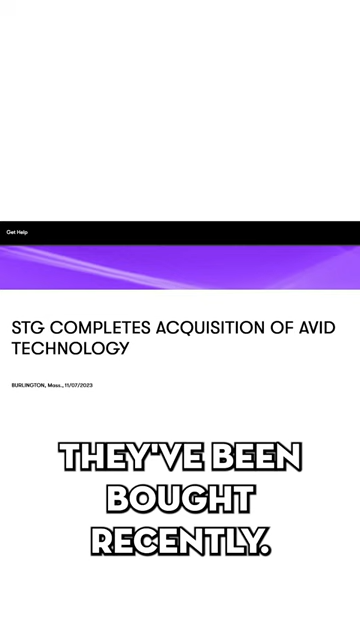 Get Help
STG COMPLETES ACQUISITION OF AVID
TECHNOLOGY
BURLINGTON, Mass., 11/07/2023
THEY'VE BEEN
BOUGHT
RECENTLY.